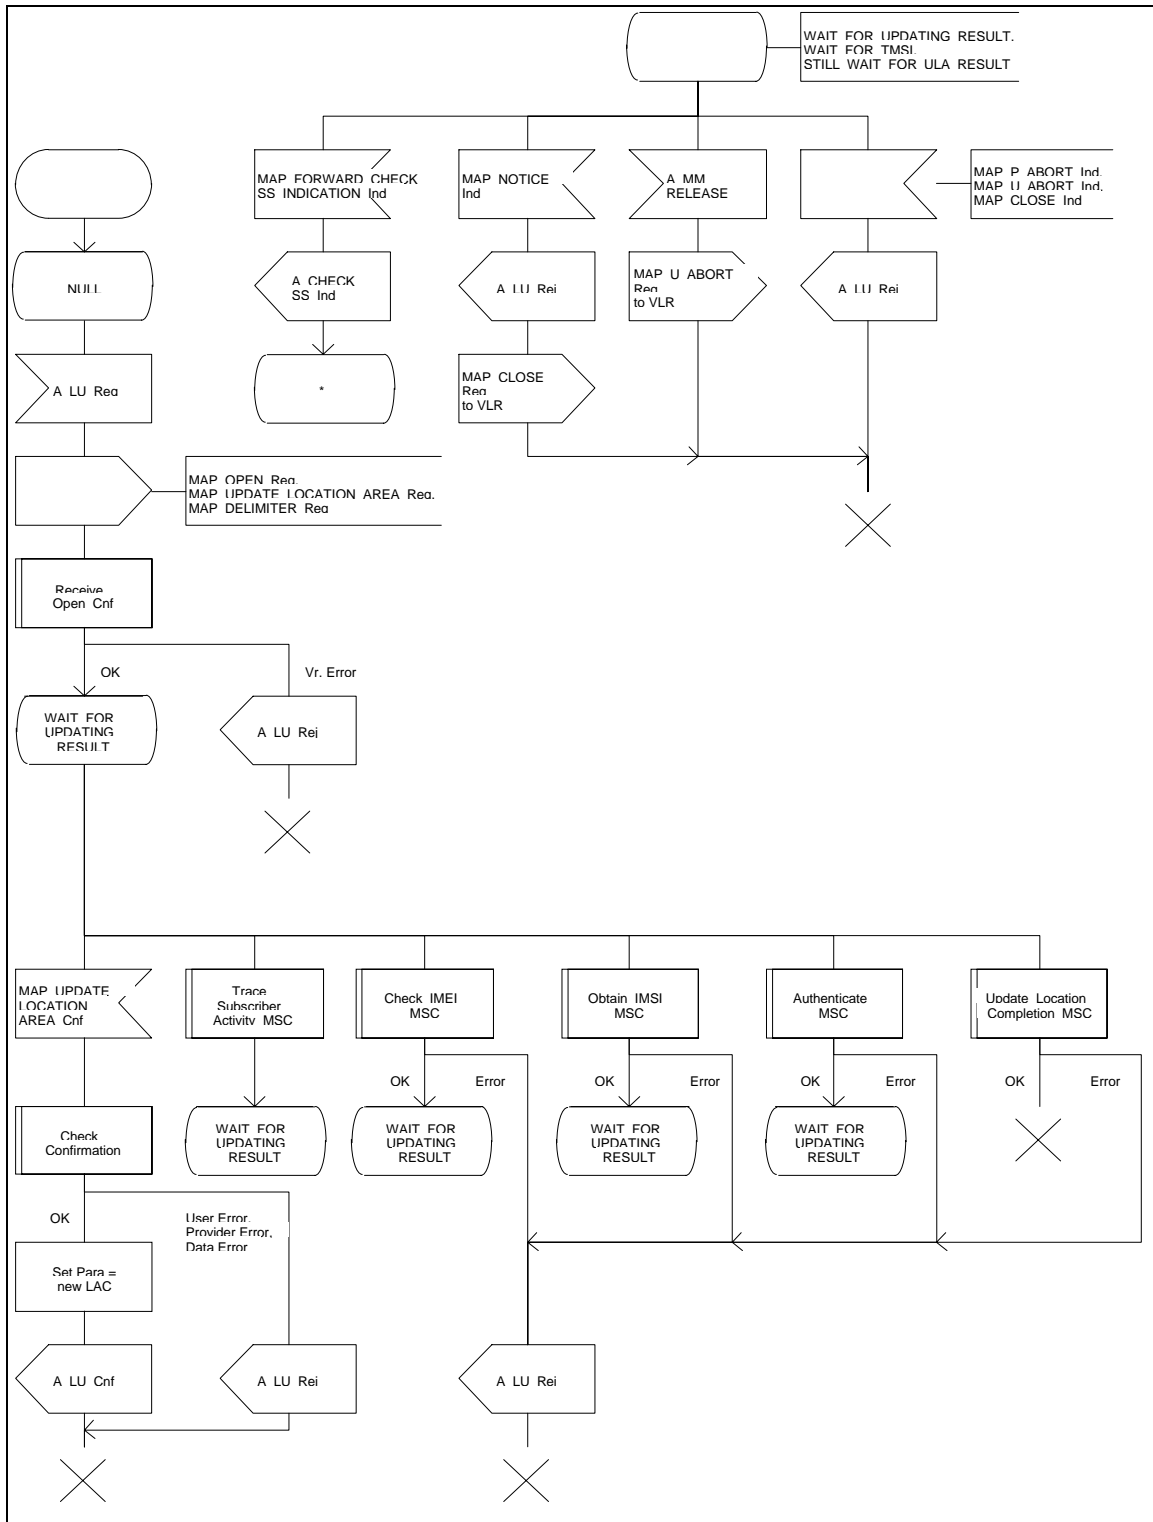 WAIT FOR UPDATING RESULT,
WAIT FOR TMSI,
STILL WAIT FOR ULA RESULT
MAP FORWARD CHECK
SS INDICATION Ind
MAP NOTICE
Ind
A MM
RELEASE
MAP P ABORT Ind,
MAP U ABORT Ind,
MAP CLOSE Ind
NULL
A CHECK
SS Ind
A LU Rej
MAP U ABORT
Req
to VLR
A LU Rej
A LU Req
*
MAP CLOSE
Req
to VLR
MAP OPEN Req,
MAP UPDATE LOCATION AREA Req,
MAP DELIMITER Req
Receive
Open Cnf
OK
Vr. Error
WAIT FOR
UPDATING
RESULT
A LU Rej
MAP UPDATE
LOCATION
AREA Cnf
Trace
Subscriber
Activity MSC
Check IMEI
MSC
Obtain IMSI
MSC
Authenticate
MSC
Update Location
Completion MSC
OK
Error
OK
Error
OK
Error
OK
Error
Check
Confirmation
WAIT FOR
UPDATING
RESULT
WAIT FOR
UPDATING
RESULT
WAIT FOR
UPDATING
RESULT
WAIT FOR
UPDATING
RESULT
OK
User Error,
Provider Error,
Data Error
Set Para =
new LAC
A LU Cnf
A LU Rej
A LU Rej